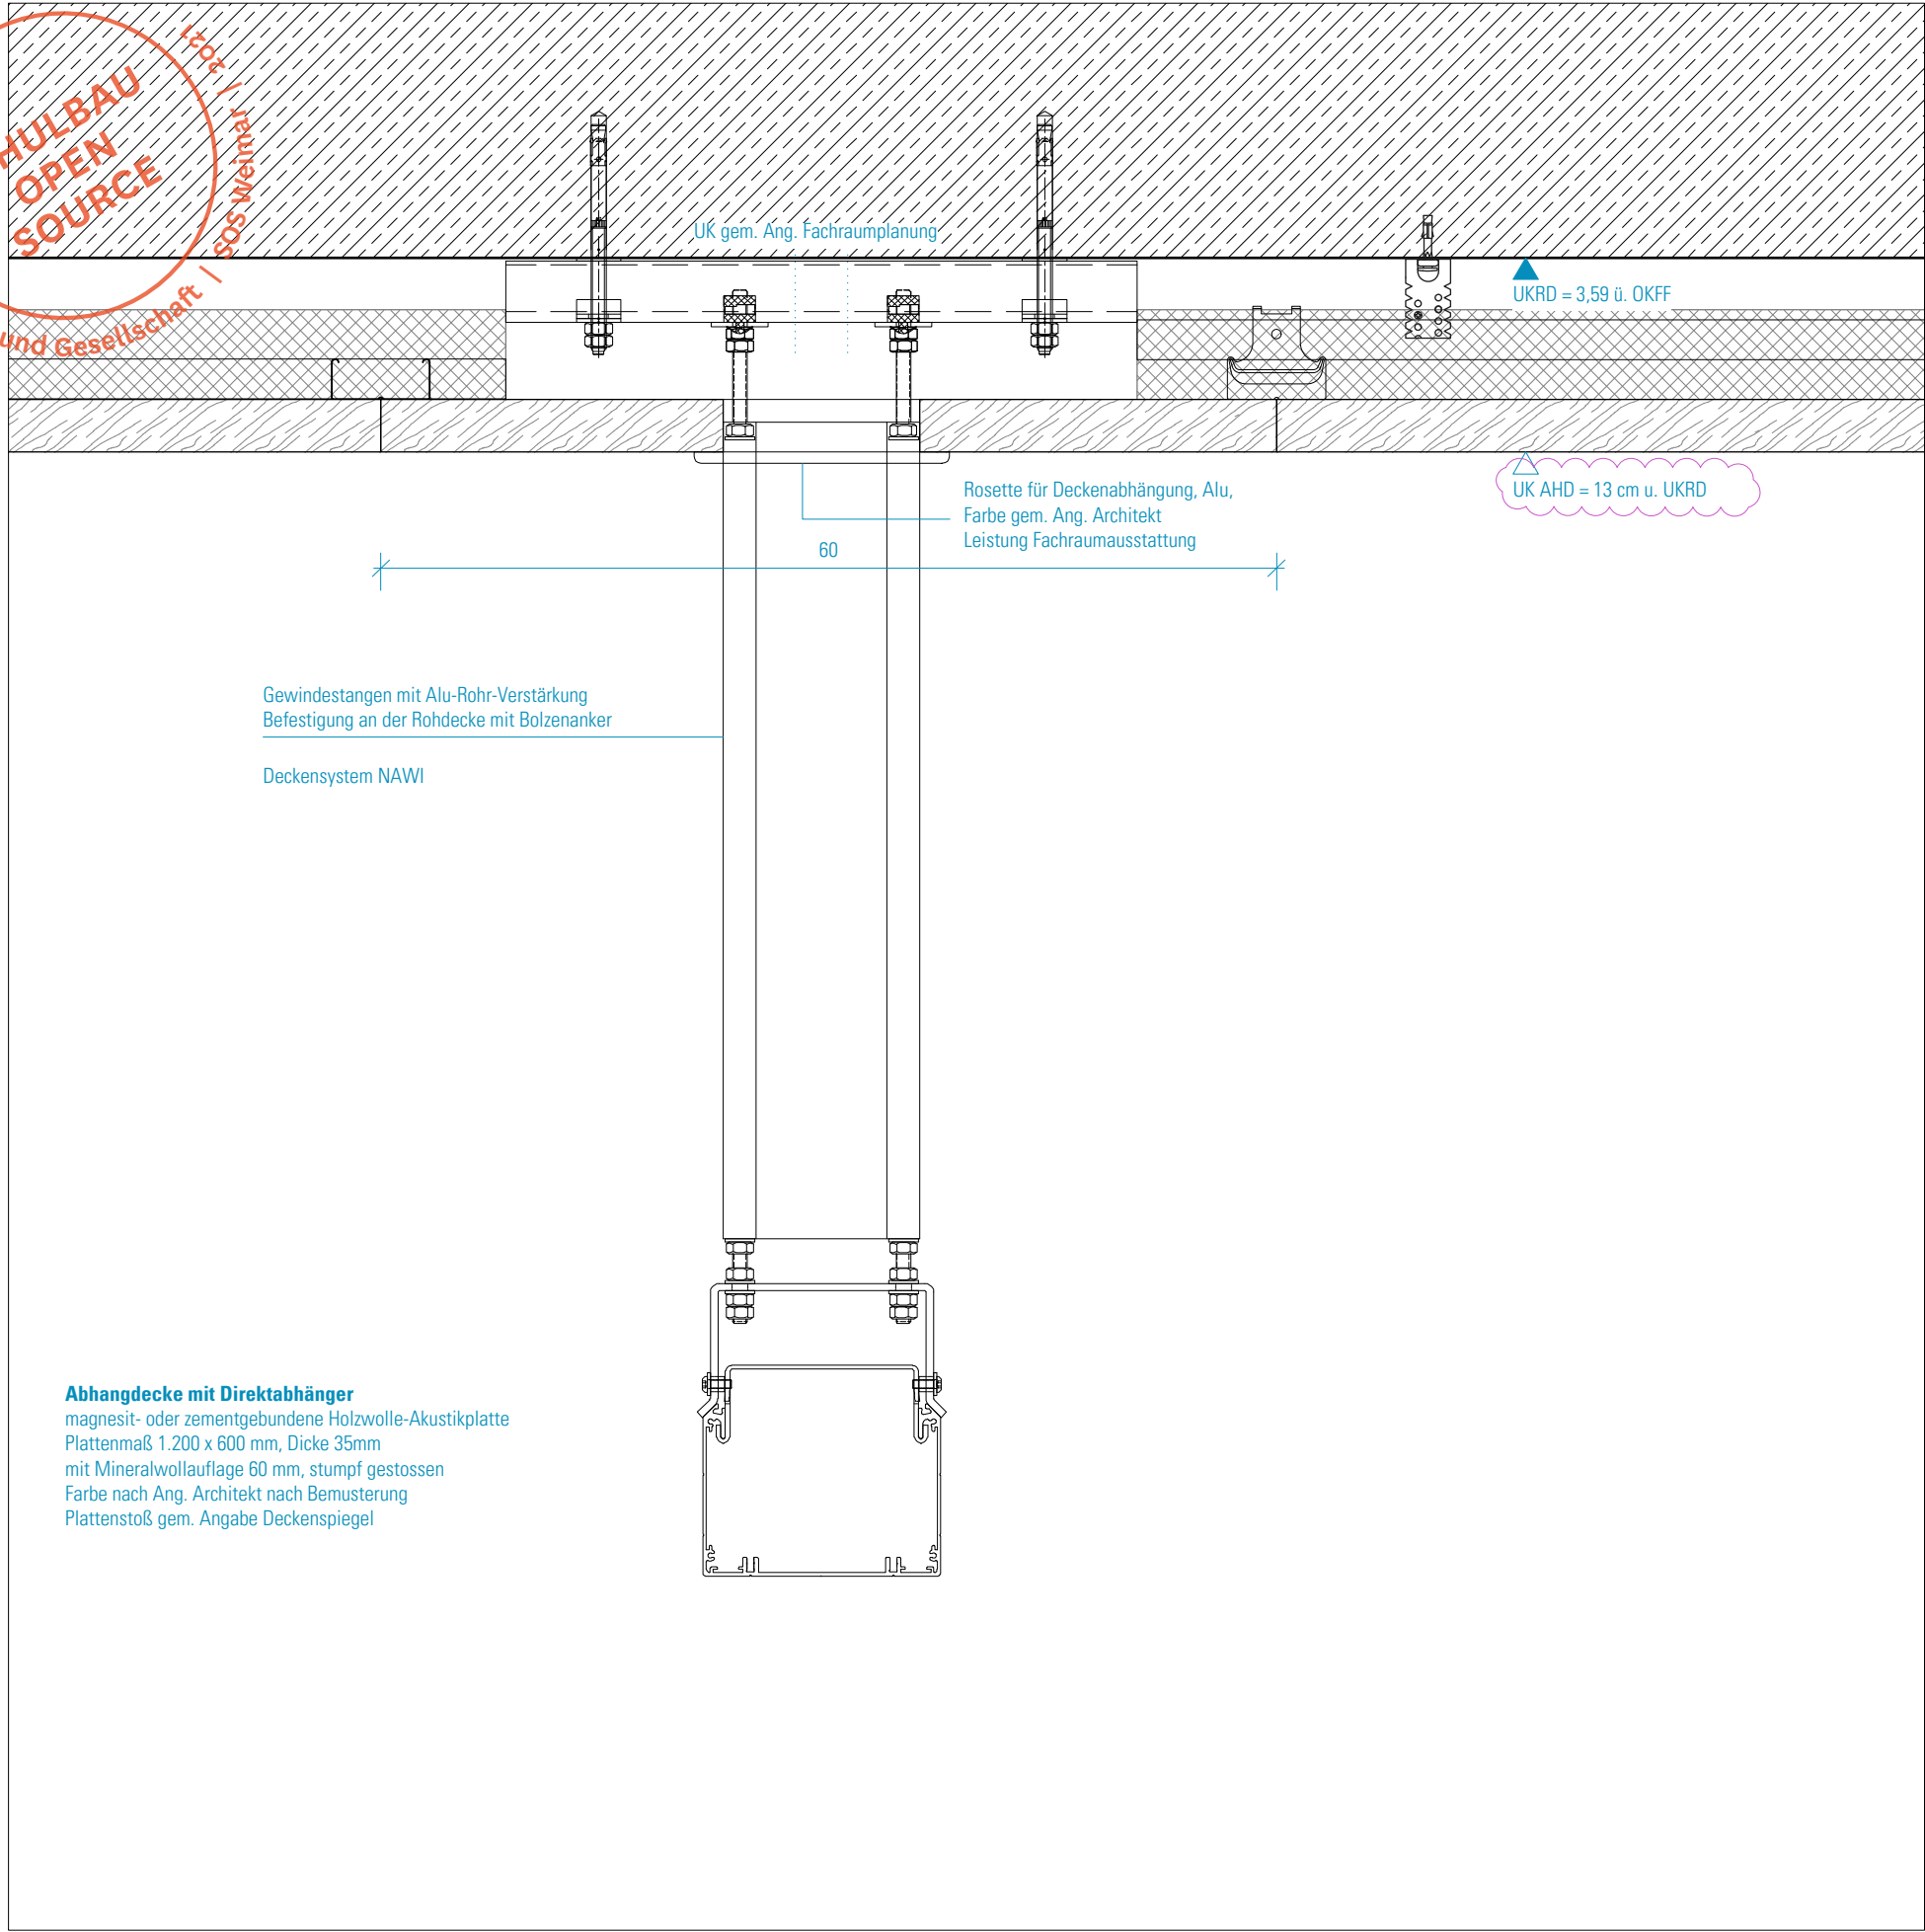 2021 | SOS Weimar |
HULBAU
OPEN
SOURCE
und Gesellschaft
UK gem. Ang. Fachraumplanung
UKRD = 3,59 ü. OKFF
UK AHD = 13 cm u. UKRD
Rosette für Deckenabhängung, Alu,
Farbe gem. Ang. Architekt
Leistung Fachraumausstattung
60
Gewindestangen mit Alu-Rohr-Verstärkung
Befestigung an der Rohdecke mit Bolzenanker
Deckensystem NAWI
Abhangdecke mit Direktabhänger
magnesit- oder zementgebundene Holzwolle-Akustikplatte
Plattenmaß 1.200 x 600 mm, Dicke 35mm
mit Mineralwollauflage 60 mm, stumpf gestossen
Farbe nach Ang. Architekt nach Bemusterung
Plattenstoß gem. Angabe Deckenspiegel